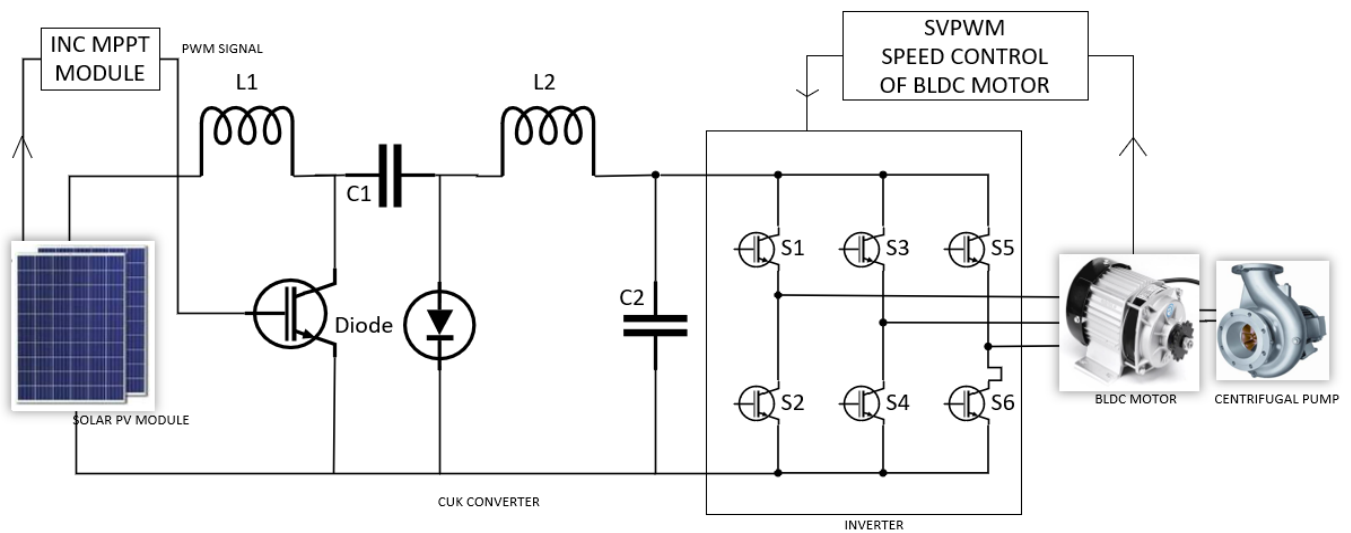 INC MPPT
MODULE
PWM SIGNAL
SVPWM
SPEED CONTROL
OF BLDC MOTOR
L1
L2
C1
S1
S3
S5
C2
Diode
S2
S4
S6
SOLAR PV MODULE
BLDC MOTOR
CENTRIFUGAL PUMP
CUK CONVERTER
INVERTER